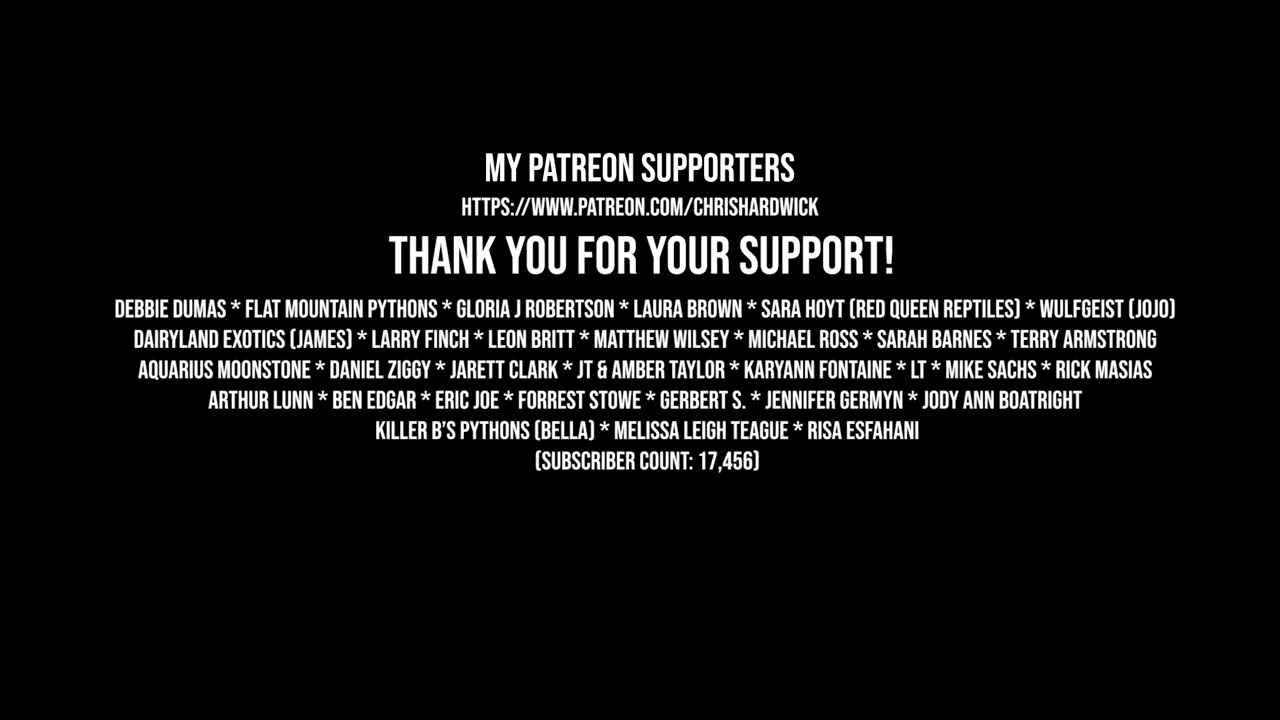 MY PATREON SUPPORTERS
HTTPS://WWW.PATREON.COM/CHRISHARDWICK
THANK YOU FOR YOUR SUPPORT!
DEBBIE DUMAS * FLAT MOUNTAIN PYTHONS * GLORIA J ROBERTSON * LAURA BROWN * SARA HOYT (RED QUEEN REPTILES) * WULFGEIST (JOJO)
DAIRYLAND EXOTICS (JAMES) * LARRY FINCH * LEON BRITT * MATTHEW WILSEY * MICHAEL ROSS * SARAH BARNES * TERRY ARMSTRONG
AQUARIUS MOONSTONE * DANIEL ZIGGY * JARETT CLARK * JT & AMBER TAYLOR * KARYANN FONTAINE * LT * MIKE SACHS * RICK MASIAS
ARTHUR LUNN * BEN EDGAR * ERIC JOE * FORREST STOWE * GERBERT S. * JENNIFER GERMYN * JODY ANN BOATRIGHT
KILLER B'S PYTHONS (BELLA) * MELISSA LEIGH TEAGUE * RISA ESFAHANI
(SUBSCRIBER COUNT: 17,456)